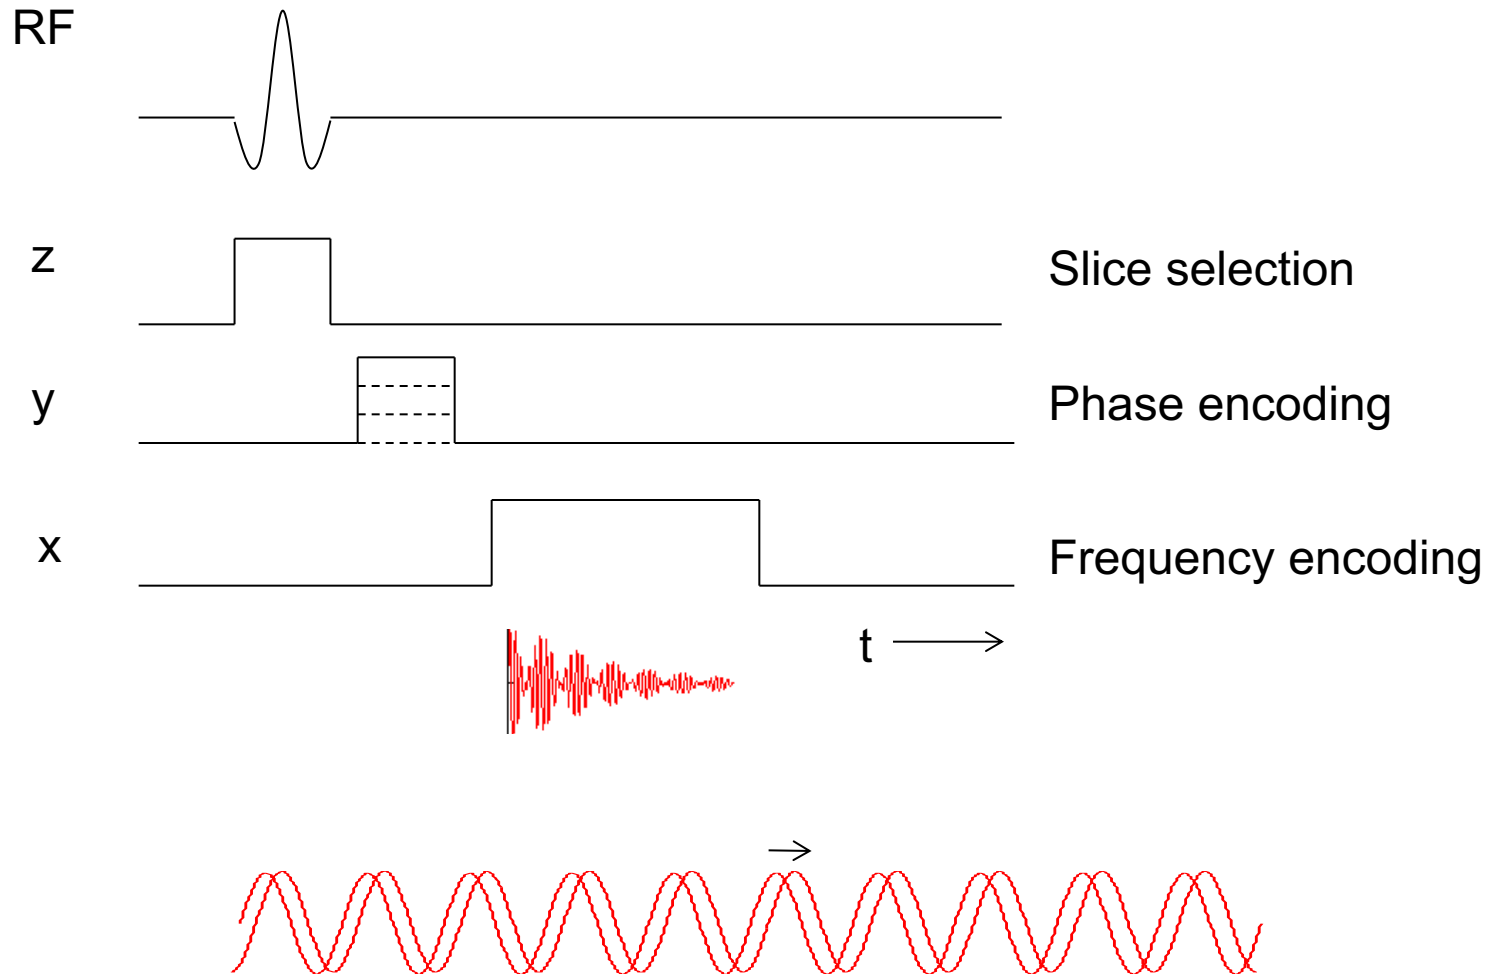 RF
z
Slice selection
y
Phase encoding
x
Frequency encoding
t